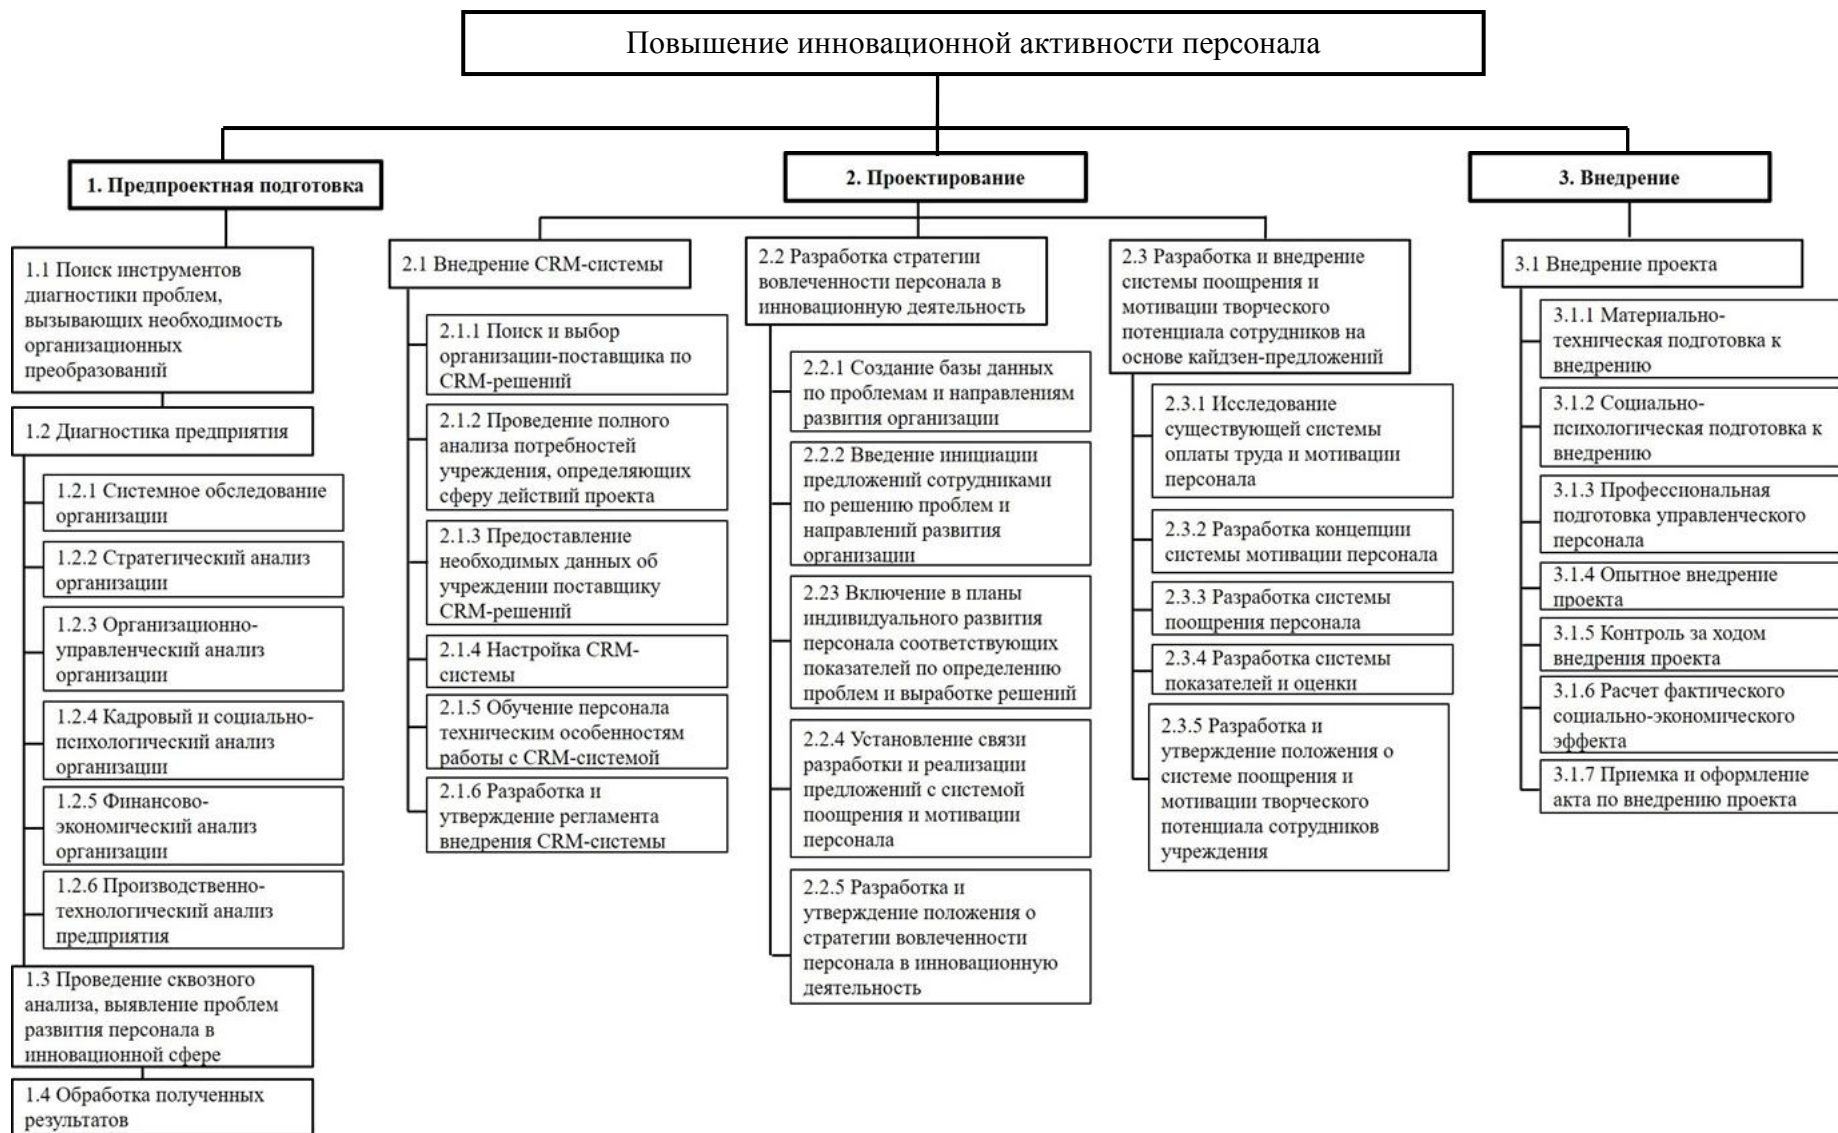 Повышение инновационной активности персонала
1. Предпроектная подготовка
1.1 Поиск инструментов
диагностики проблем,
вызывающих необходимость
организационных
преобразований
1.2 Диагностика предприятия
1.2.1 Системное обследование
организации
1.2.2 Стратегический анализ
организации
1.2.3 Организационно-
управленческий анализ
организации
1.2.4 Кадровый и социально-
психологический анализ
организации
1.2.5 Финансово-
экономический анализ
организации
1.2.6 Производственно-
технологический анализ
предприятия
1.3 Проведение сквозного
анализа, выявление проблем
развития персонала в
инновационной сфере
1.4 Обработка полученных
результатов
2. Проектирование
2.1 Внедрение CRM-системы
2.1.1 Поиск и выбор
организации-поставщика по
CRM-решений
2.1.2 Проведение полного
анализа потребностей
учреждения, определяющих
сферу действий проекта
2.1.3 Предоставление
необходимых данных об
учреждении поставщику
CRM-решений
2.1.4 Настройка CRM-
системы
2.1.5 Обучение персонала
техническим особенностям
работы с CRM-системой
2.1.6 Разработка и
утверждение регламента
внедрения CRM-системы
2.2 Разработка стратегии
вовлеченности персонала в
инновационную деятельность
2.2.1 Создание базы данных
по проблемам и направлениям
развития организации
2.2.2 Введение инициации
предложений сотрудниками
по решению проблем и
направлений развития
организации
2.23 Включение в планы
индивидуального развития
персонала соответствующих
показателей по определению
проблем и выработке решений
2.2.4 Установление связи
разработки и реализации
предложений с системой
поощрения и мотивации
персонала
2.2.5 Разработка и
утверждение положения о
стратегии вовлеченности
персонала в инновационную
деятельность
2.3 Разработка и внедрение
системы поощрения и
мотивации творческого
потенциала сотрудников на
основе кайдзен-предложений
2.3.1 Исследование
существующей системы
оплаты труда и мотивации
персонала
2.3.2 Разработка концепции
системы мотивации персонала
2.3.3 Разработка системы
поощрения персонала
2.3.4 Разработка системы
показателей и оценки
2.3.5 Разработка и
утверждение положения о
системе поощрения и
мотивации творческого
потенциала сотрудников
учреждения
3. Внедрение
3.1 Внедрение проекта
3.1.1 Материально-
техническая подготовка к
внедрению
3.1.2 Социально-
психологическая подготовка к
внедрению
3.1.3 Профессиональная
подготовка управленческого
персонала
3.1.4 Опытное внедрение
проекта
3.1.5 Контроль за ходом
внедрения проекта
3.1.6 Расчет фактического
социально-экономического
эффекта
3.1.7 Приемка и оформление
акта по внедрению проекта